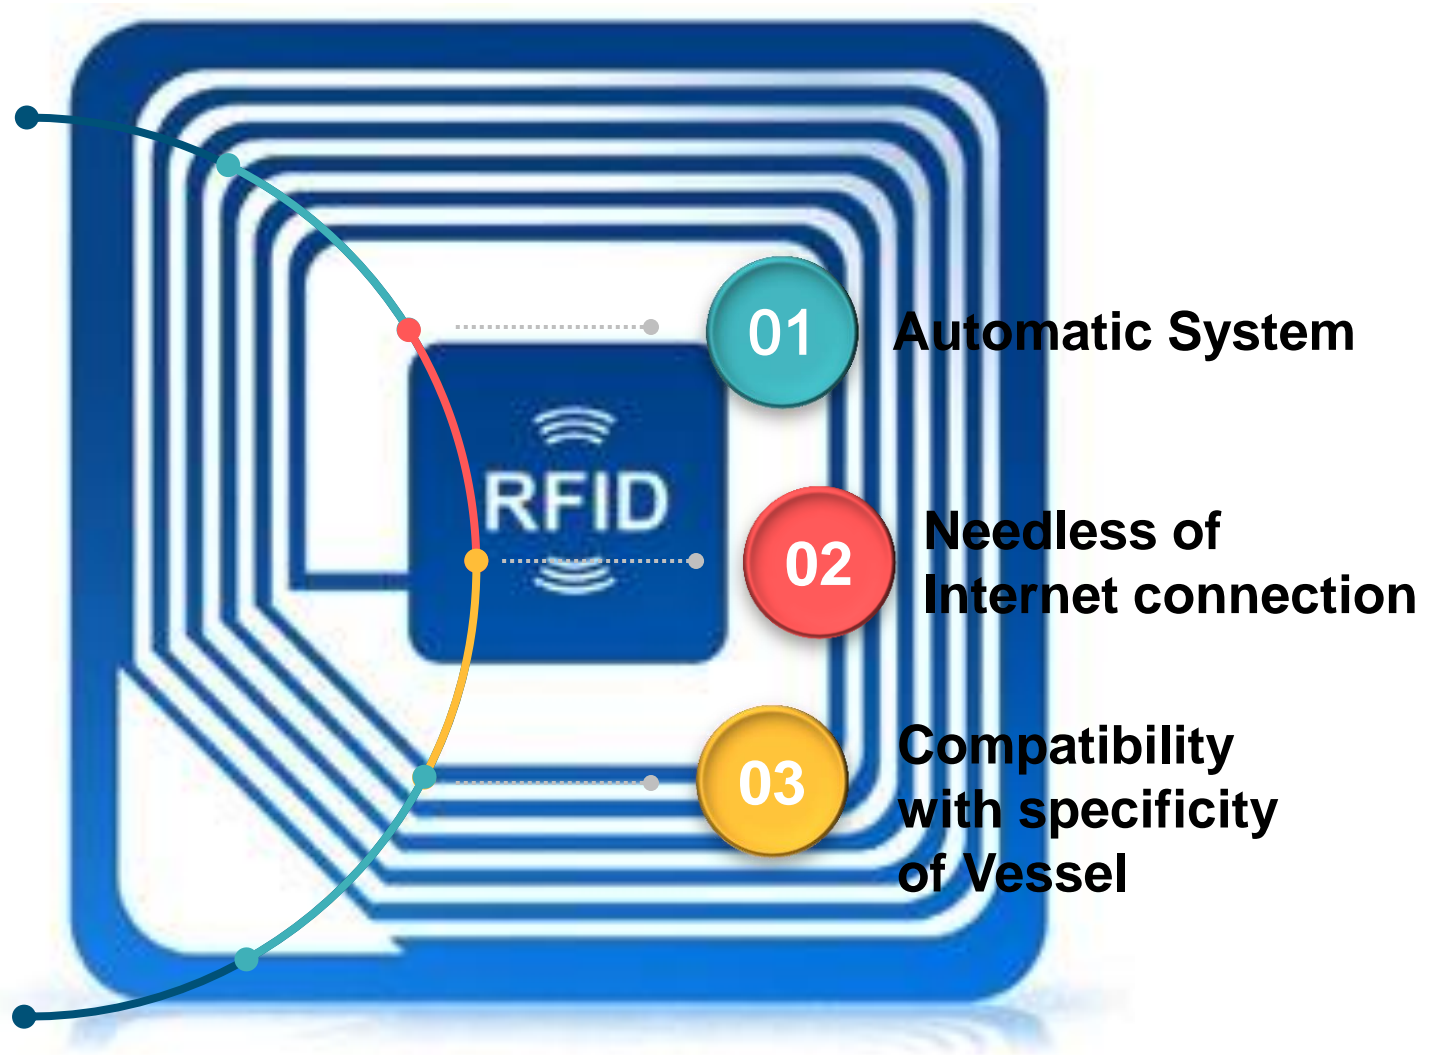 01
Automatic System
RFID
02
Needless of
Internet connection
03
Compatibility
with specificity
of Vessel